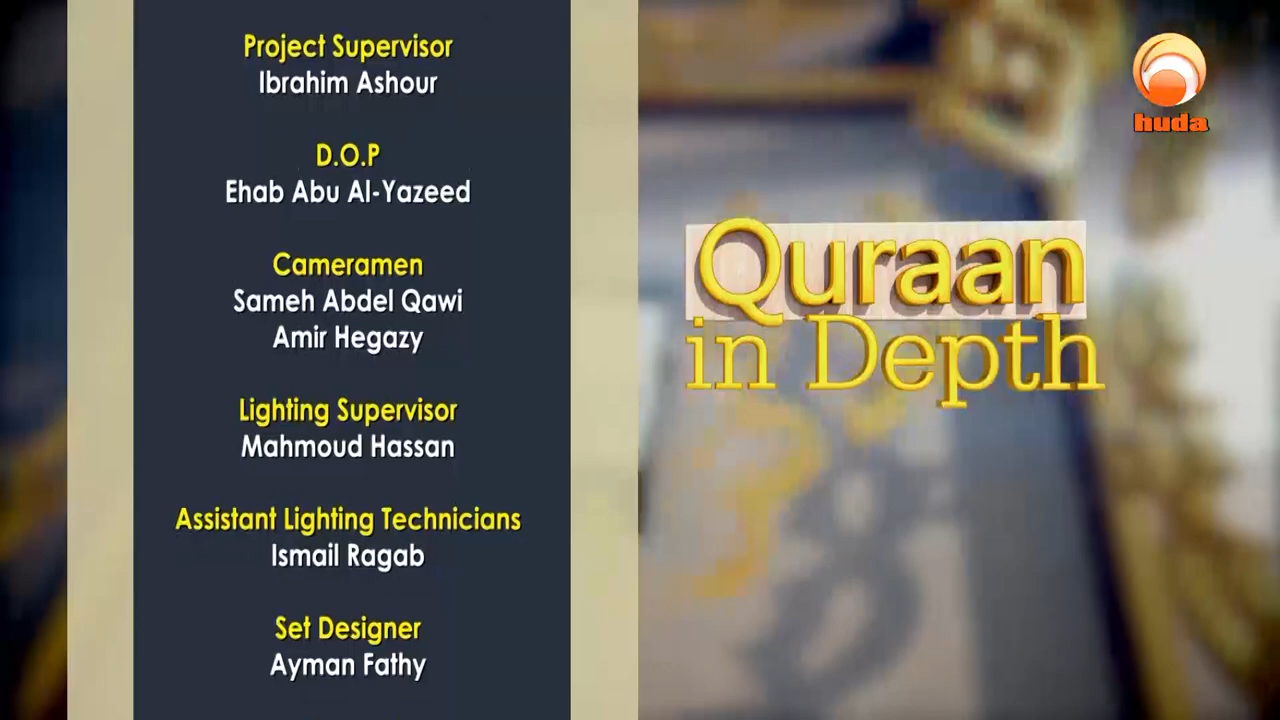 Project Supervisor
Ibrahim Ashour
D.O.P
Ehab Abu Al-Yazeed
Cameramen
Sameh Abdel Qawi
Amir Hegazy
Lighting Supervisor
Mahmoud Hassan
Assistant Lighting Technicians
Ismail Ragab
Set Designer
Ayman Fathy
huda
Quraan
in Depth